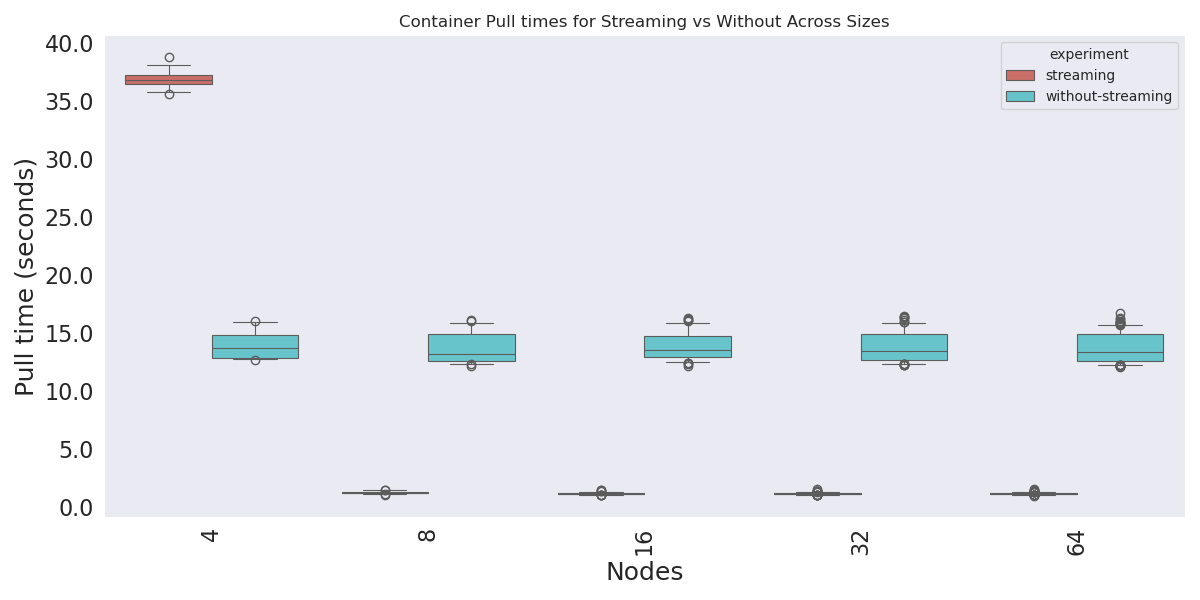 Container Pull times for Streaming vs Without Across Sizes
experiment
streaming
without-streaming
Pull time (seconds)
40.0
35.0
30.0
25.0
20.0
15.0
10.0
5.0
0.0
4
8
16
32
64
Nodes